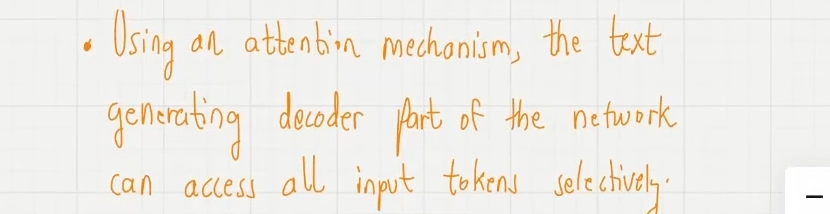 • Using an attention mechanism, the text
generating decoder part of the network
can access all input tokens selectively.